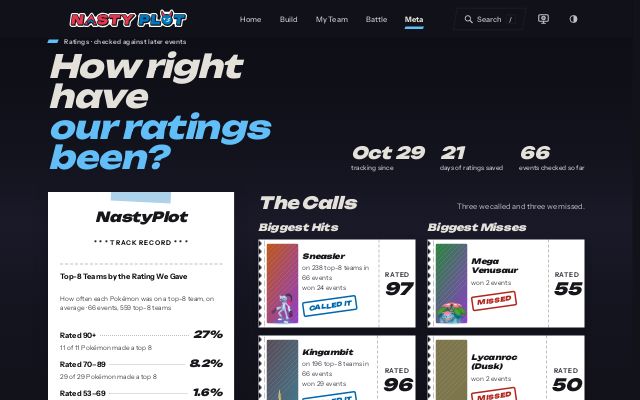 NASTY PLOT
Home
Build
My Team
Battle
Meta
Search /
Ratings · checked against later events
How right
have
our ratings
been?
Oct 29
tracking since
21
days of ratings saved
66
events checked so far
NastyPlot
*** TRACK RECORD ***
Top-8 Teams by the Rating We Gave
How often each Pokémon was on a top-8 team, on
average · 66 events, 559 top-8 teams
Rated 90+ 27%
11 of 11 Pokémon made a top 8
Rated 70–89 8.2%
29 of 29 Pokémon made a top 8
Rated 53–69 1.6%
The Calls
Three we called and three we missed.
Biggest Hits
Sneasler
on 238 top-8 teams in
66 events
won 24 events
CALLED IT
RATED
97
Kingambit
on 196 top-8 teams in
66 events
won 29 events
CALLED IT
RATED
96
Biggest Misses
Mega
Venusaur
won 2 events
MISSED
RATED
55
Lycanroc
(Dusk)
won 2 events
MISSED
RATED
50